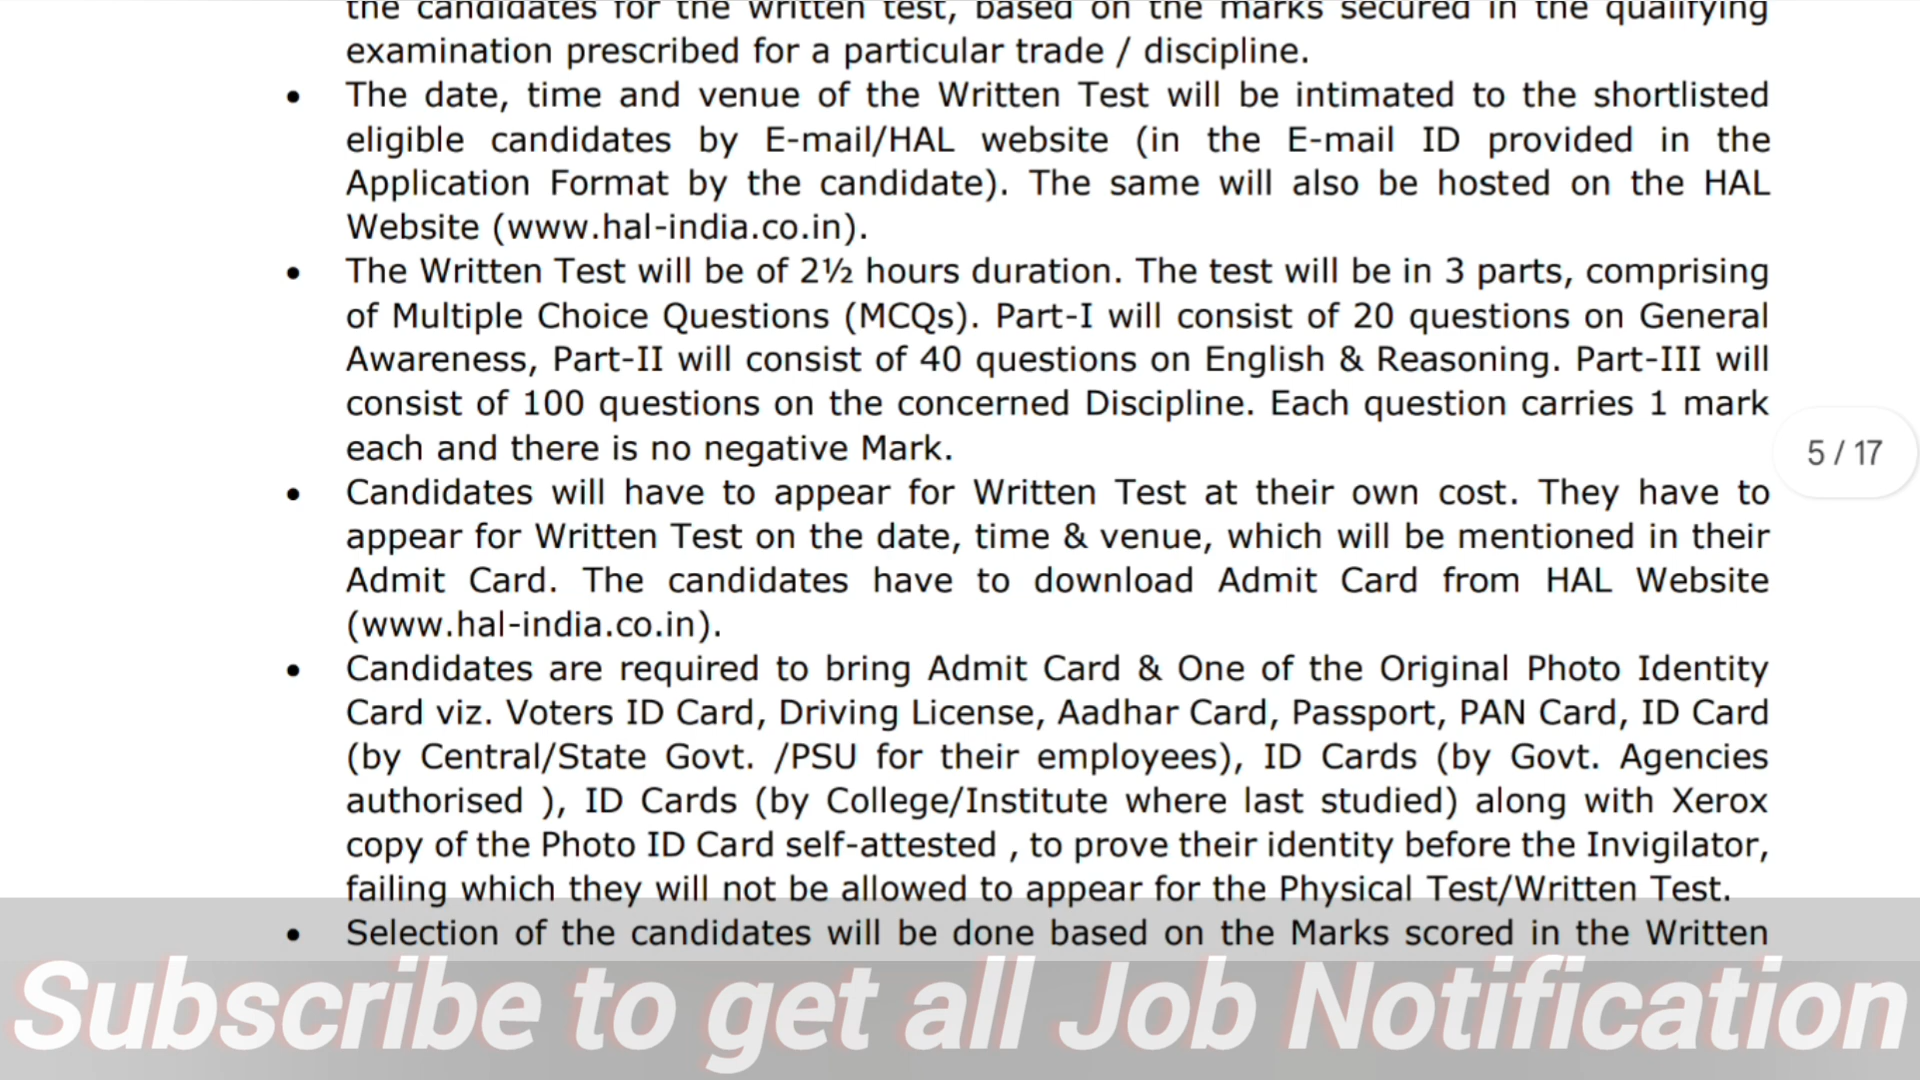 the candidates for the written test, based on the marks secured in the qualifying
examination prescribed for a particular trade / discipline.
• The date, time and venue of the Written Test will be intimated to the shortlisted
eligible candidates by E-mail/HAL website (in the E-mail ID provided in the
Application Format by the candidate). The same will also be hosted on the HAL
Website (www.hal-india.co.in).
• The Written Test will be of 2½ hours duration. The test will be in 3 parts, comprising
of Multiple Choice Questions (MCQs). Part-I will consist of 20 questions on General
Awareness, Part-II will consist of 40 questions on English & Reasoning. Part-III will
consist of 100 questions on the concerned Discipline. Each question carries 1 mark
each and there is no negative Mark.
5 / 17
• Candidates will have to appear for Written Test at their own cost. They have to
appear for Written Test on the date, time & venue, which will be mentioned in their
Admit Card. The candidates have to download Admit Card from HAL Website
(www.hal-india.co.in).
• Candidates are required to bring Admit Card & One of the Original Photo Identity
Card viz. Voters ID Card, Driving License, Aadhar Card, Passport, PAN Card, ID Card
(by Central/State Govt. /PSU for their employees), ID Cards (by Govt. Agencies
authorised ), ID Cards (by College/Institute where last studied) along with Xerox
copy of the Photo ID Card self-attested , to prove their identity before the Invigilator,
failing which they will not be allowed to appear for the Physical Test/Written Test.
• Selection of the candidates will be done based on the Marks scored in the Written
Subscribe to get all Job Notification